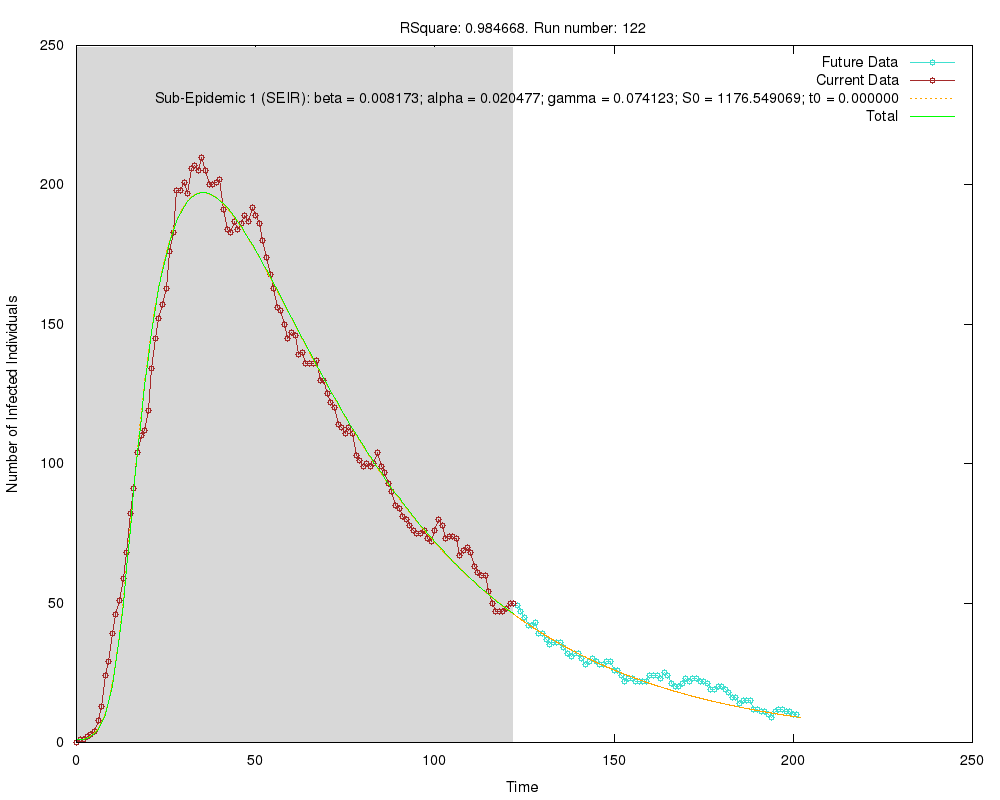 RSquare: 0.984668. Run number: 122
250
200
150
100
50
0
Number of Infected Individuals
Future Data
Current Data
Sub-Epidemic 1 (SEIR): beta = 0.008173; alpha = 0.020477; gamma = 0.074123; S0 = 1176.549069; t0 = 0.000000
Total
0 50 100 150 200 250
Time